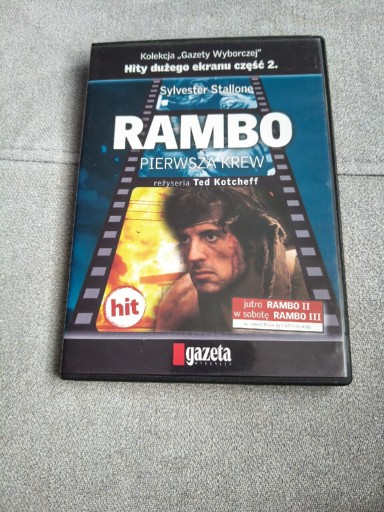 Kolekcja „Gazety Wyborczej"
Hity dużego ekranu część 2.
Sylvester Stallone
RAMBO
PIERWSZA KREW
reżyseria Ted Kotcheff
hit
jutro RAMBO II
w sobotę RAMBO III
gazeta